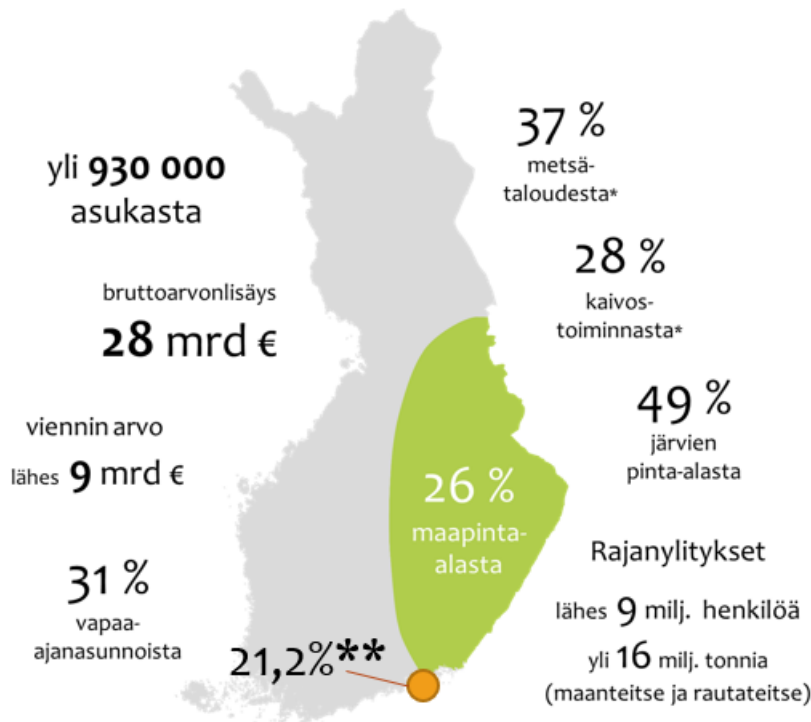 yli 930 000
asukasta
bruttoarvonlisäys
28 mrd €
viennin arvo
lähes 9 mrd €
31 %
vapaa-
ajanasunnoista
21,2%**
26 %
maapinta-
alasta
37 %
metsä-
taloudesta*
28 %
kaivos-
toiminnasta*
49 %
järvien
pinta-alasta
Rajanylitykset
lähes 9 milj. henkilöä
yli 16 milj. tonnia
(maanteitse ja rautateitse)